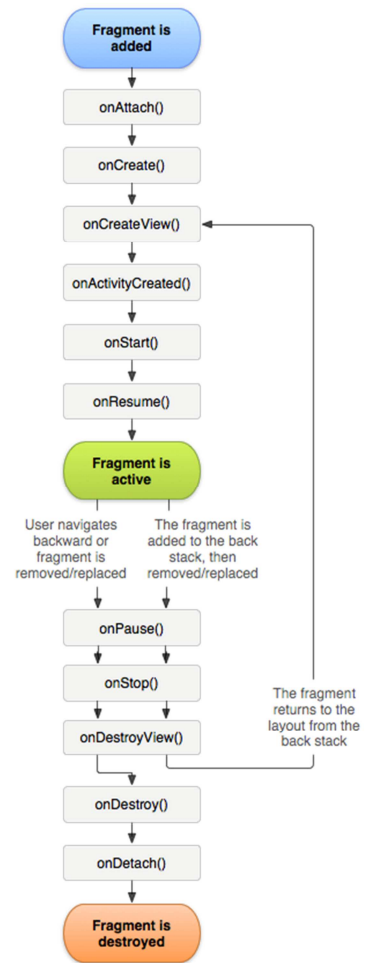 Fragment is
added
onAttach()
onCreate()
onCreateView()
onActivityCreated()
onStart()
onResume()
Fragment is
active
User navigates
backward or
fragment is
removed/replaced
The fragment is
added to the back
stack, then
removed/replaced
onPause()
onStop()
onDestroyView()
The fragment
returns to the
layout from the
back stack
onDestroy()
onDetach()
Fragment is
destroyed